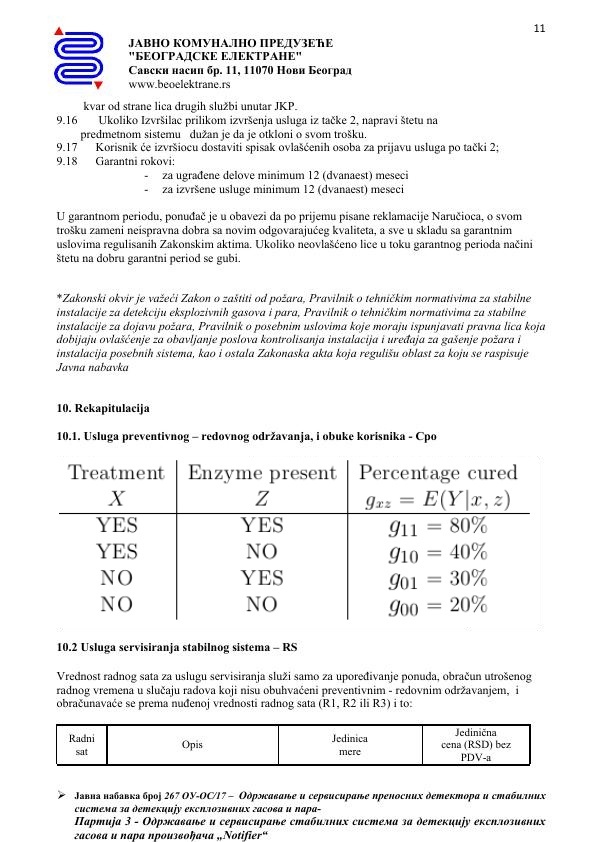 11
ЈАВНО КОМУНАЛНО ПРЕДУЗЕЋЕ
"БЕОГРАДСКЕ ЕЛЕКТРАНЕ"
Савски насип бр. 11, 11070 Нови Београд
www.beoelektrane.rs
kvar od strane lica drugih službi unutar JKP.
9.16 Ukoliko Izvršilac prilikom izvršenja usluga iz tačke 2, napravi štetu na
predmetnom sistemu dužan je da je otkloni o svom trošku.
9.17 Korisnik će izvršiocu dostaviti spisak ovlašćenih osoba za prijavu usluga po tački 2;
9.18 Garantni rokovi:
- za ugrađene delove minimum 12 (dvanaest) meseci
- za izvršene usluge minimum 12 (dvanaest) meseci
U garantnom periodu, ponuđač je u obavezi da po prijemu pisane reklamacije Naručioca, o svom
trošku zameni neispravna dobra sa novim odgovarajućeg kvaliteta, a sve u skladu sa garantnim
uslovima regulisanih Zakonskim aktima. Ukoliko neovlašćeno lice u toku garantnog perioda načini
štetu na dobru garantni period se gubi.
*Zakonski okvir je važeći Zakon o zaštiti od požara, Pravilnik o tehničkim normativima za stabilne
instalacije za detekciju eksplozivnih gasova i para, Pravilnik o tehničkim normativima za stabilne
instalacije za dojavu požara, Pravilnik o posebnim uslovima koje moraju ispunjavati pravna lica koja
dobijaju ovlašćenje za obavljanje poslova kontrolisanja instalacija i uređaja za gašenje požara i
instalacija posebnih sistema, kao i ostala Zakonaska akta koja regulišu oblast za koju se raspisuje
Javna nabavka
10. Rekapitulacija
10.1. Usluga preventivnog – redovnog održavanja, i obuke korisnika - Cpo
Treatment Enzyme present Percentage cured
X Z g_{xz} = E(Y|x, z)
YES YES g_{11} = 80%
YES NO g_{10} = 40%
NO YES g_{01} = 30%
NO NO g_{00} = 20%
10.2 Usluga servisiranja stabilnog sistema – RS
Vrednost radnog sata za uslugu servisiranja služi samo za upoređivanje ponuda, obračun utrošenog
radnog vremena u slučaju radova koji nisu obuhvaćeni preventivnim - redovnim održavanjem, i
obračunavaće se prema nuđenoj vrednosti radnog sata (R1, R2 ili R3) i to:
Radni
sat
Opis
Jedinica
mere
Jedinična
cena (RSD) bez
PDV-a
➢ Јавна набавка број 267 ОУ-ОС/17 – Одржавање и сервисирање преносних детектора и стабилних
система за детекцију експлозивних гасова и пара-
Партија 3 - Одржавање и сервисирање стабилних система за детекцију експлозивних
гасова и пара произвођача „Notifier“